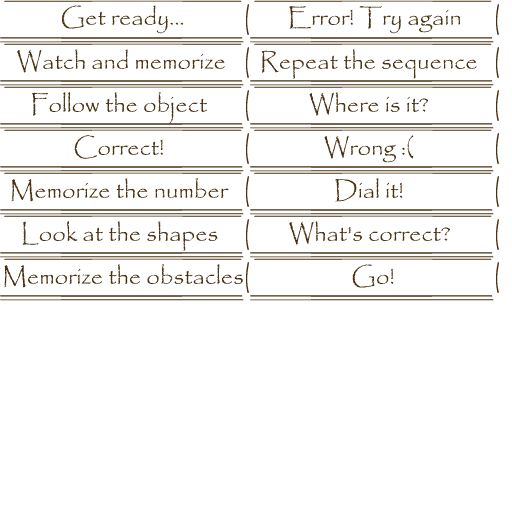 Get ready...
Error! Try again
Watch and memorize
Repeat the sequence
Follow the object
Where is it?
Correct!
Wrong :(
Memorize the number
Dial it!
Look at the shapes
What's correct?
Memorize the obstacles
Go!